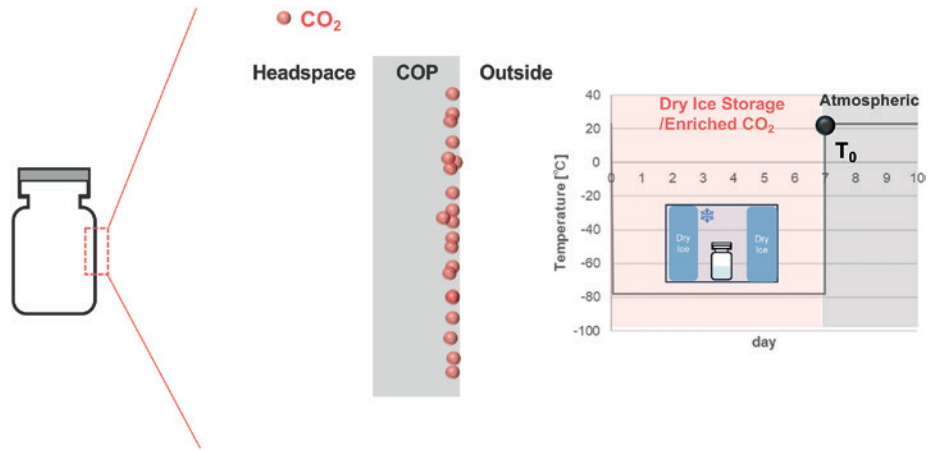 CO₂
Headspace
COP
Outside
Dry Ice Storage
/Enriched CO₂
Atmospheric
T₀
Temperature [°C]
40
20
0
-20
-40
-60
-80
-100
0 1 2 3 4 5 6 7 8 9 10
Dry
Ice
Dry
Ice
day